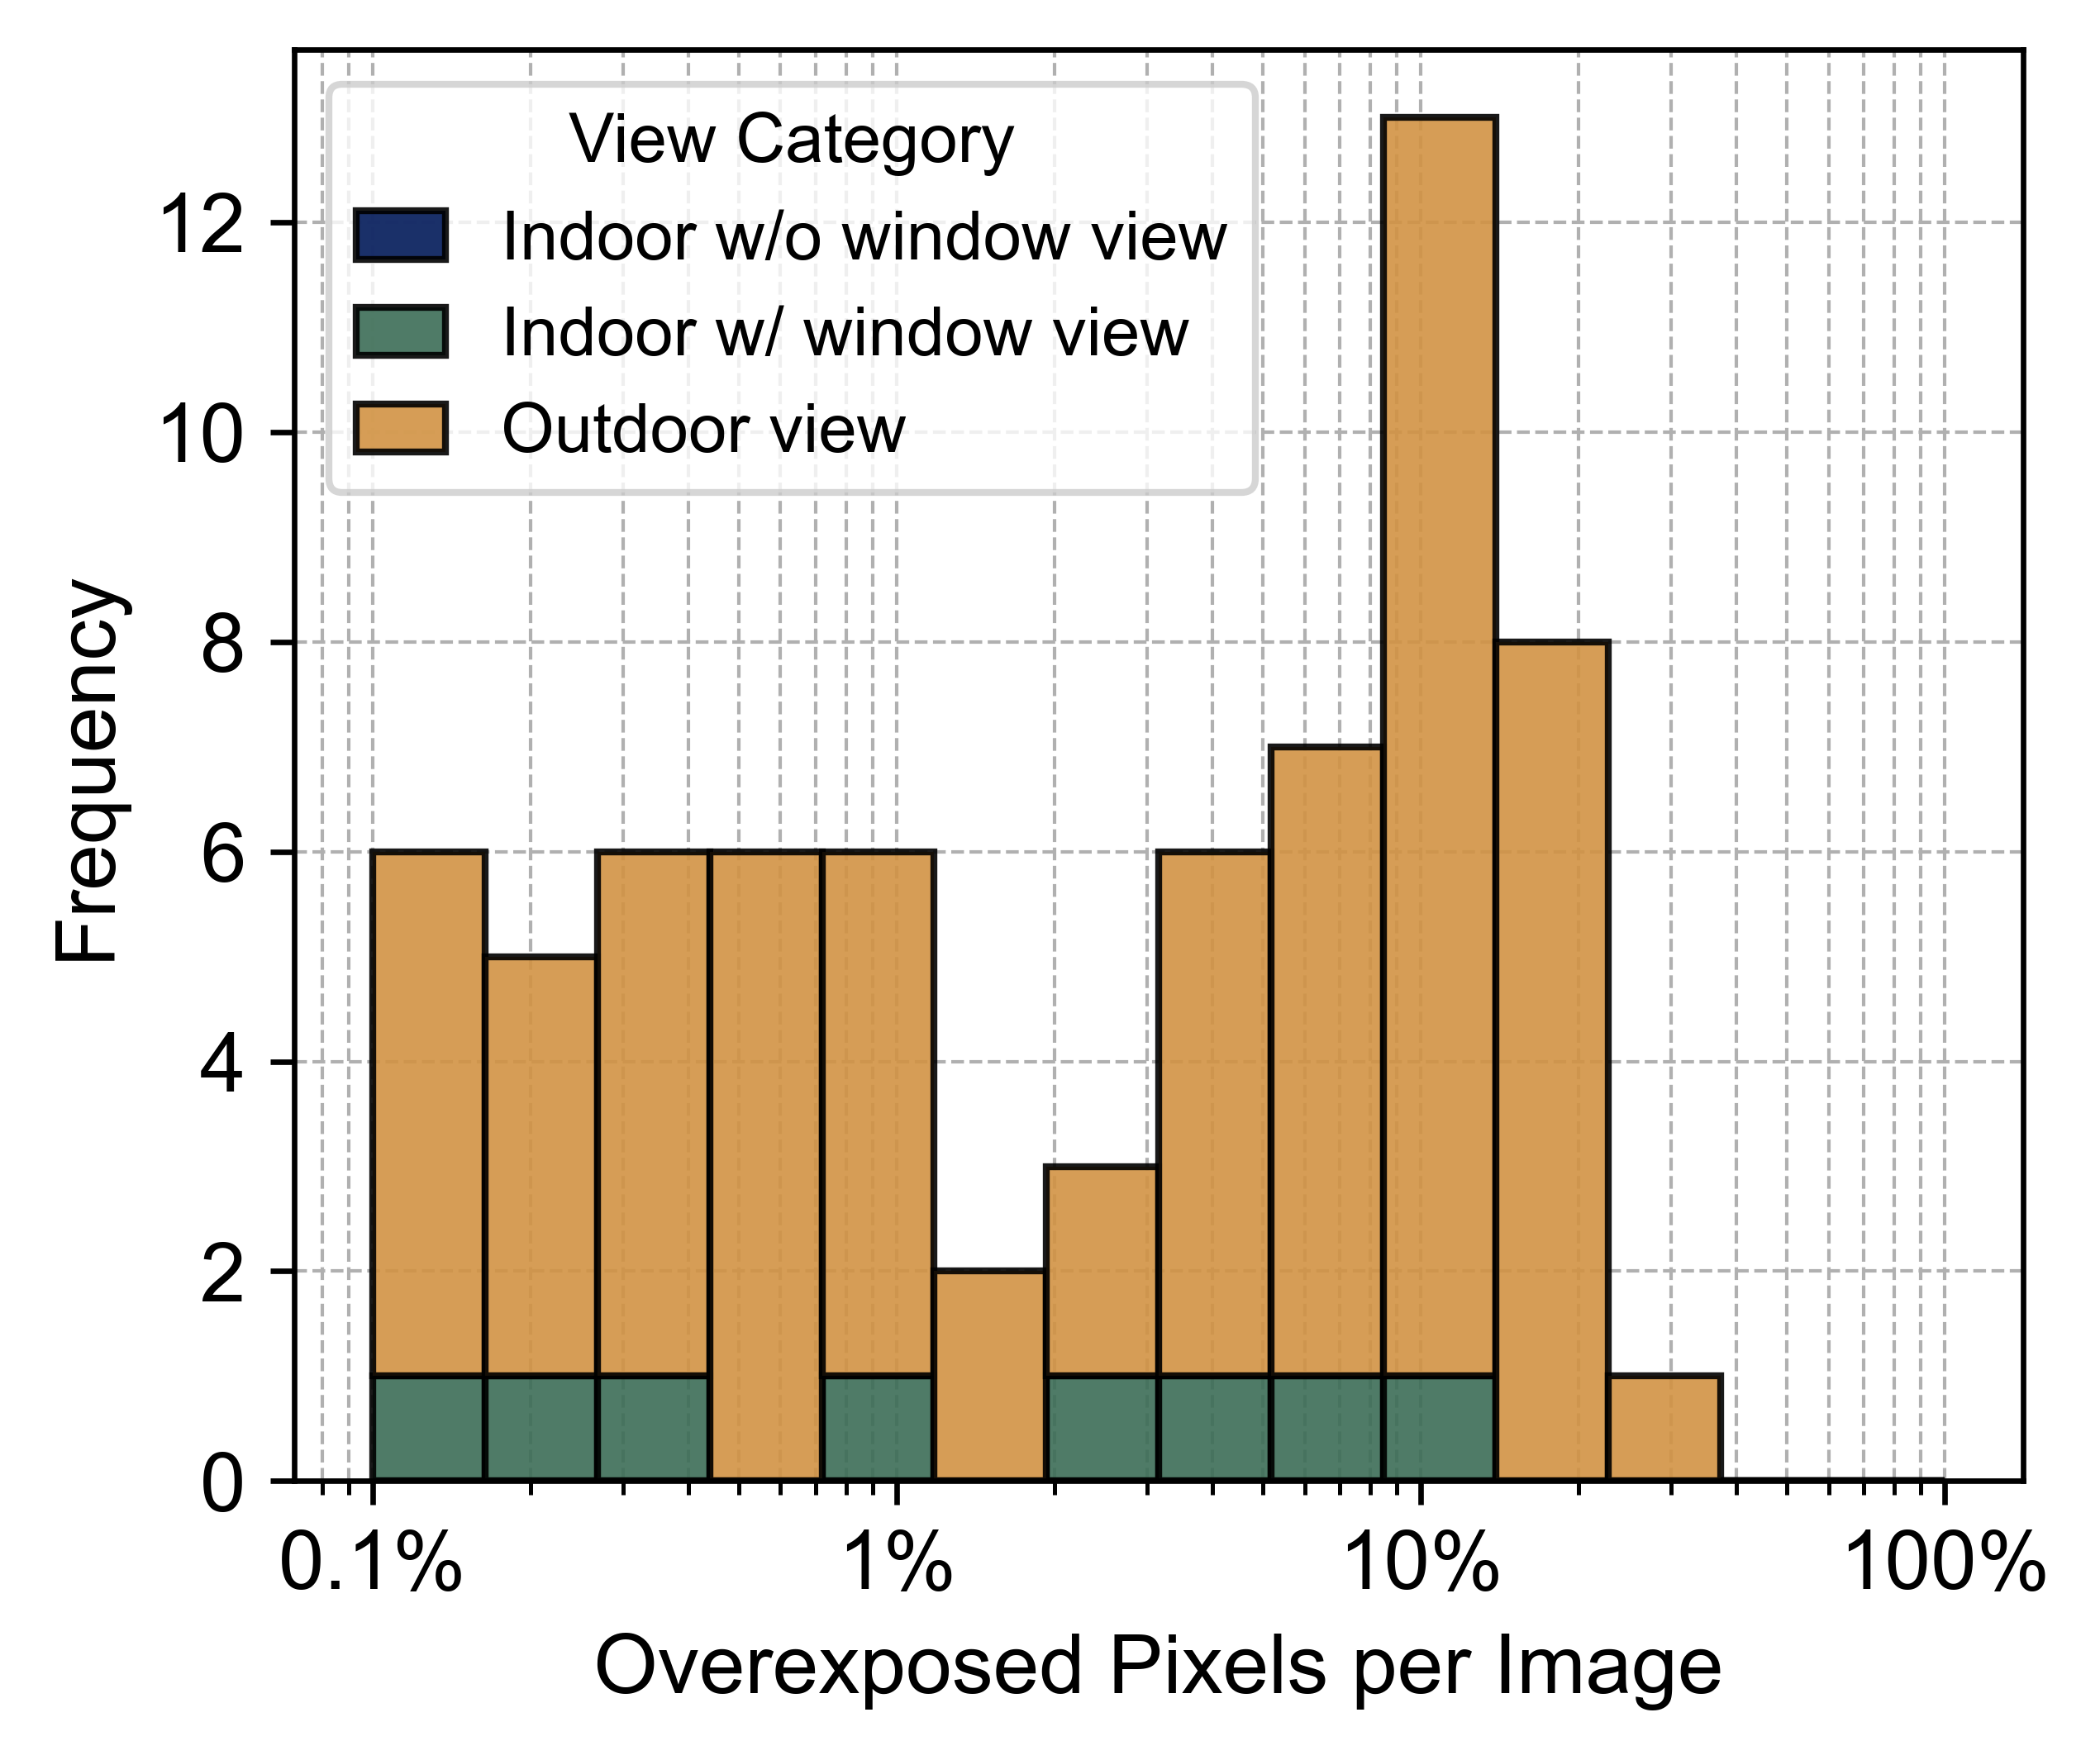 View Category
Indoor w/o window view
Indoor w/ window view
Outdoor view
Frequency
12
10
8
6
4
2
0
0.1% 1% 10% 100%
Overexposed Pixels per Image